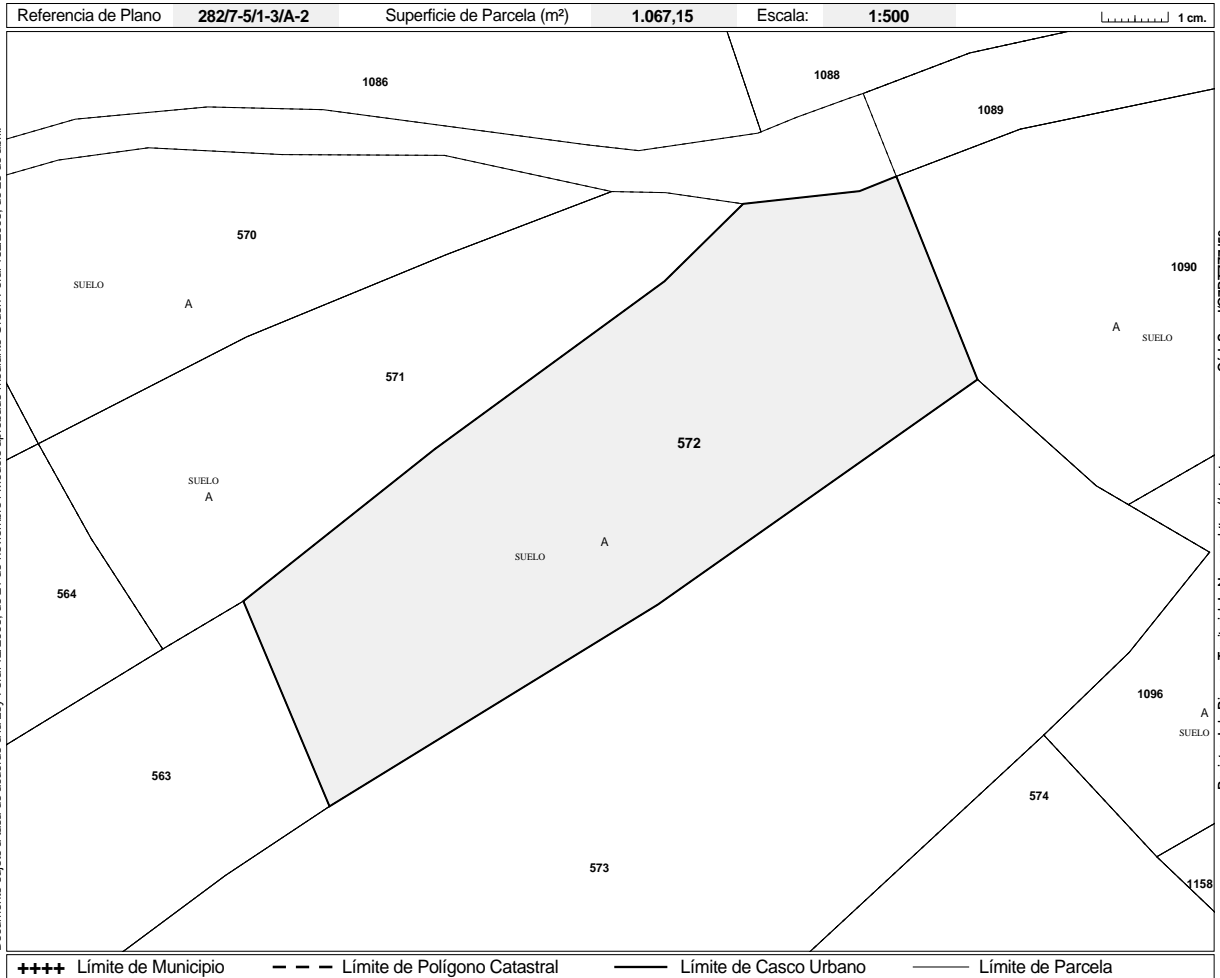 Referencia de Plano 282/7-5/1-3/A-2 Superficie de Parcela (m²) 1.067,15 Escala: 1:500 1 cm.
1086
1088
1089
570
SUELO
A
1090
A
SUELO
571
572
SUELO
A
A
SUELO
564
1096
A
SUELO
563
574
573
1158
++++ Límite de Municipio – – – Límite de Polígono Catastral —— Límite de Casco Urbano —— Límite de Parcela